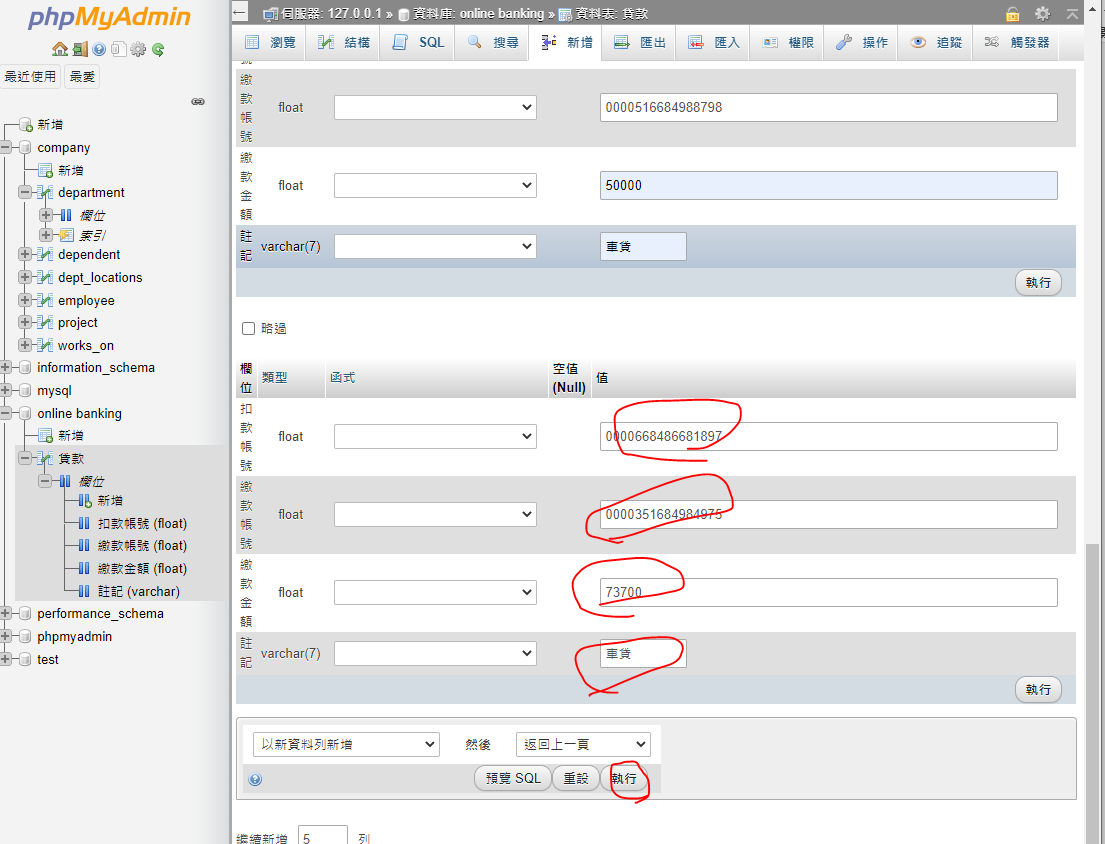 phpMyAdmin
最近使用 最愛
新增
company
新增
department
欄位
索引
dependent
dept_locations
employee
project
works_on
information_schema
mysql
online banking
新增
貸款
欄位
新增
扣款帳號 (float)
繳款帳號 (float)
繳款金額 (float)
註記 (varchar)
performance_schema
phpmyadmin
test
伺服器: 127.0.0.1 » 資料庫: online banking » 資料表: 貸款
瀏覽 結構 SQL 搜尋 新增 匯出 匯入 權限 操作 追蹤 觸發器
繳款帳號 float 0000516684988798
繳款金額 float 50000
註記 varchar(7) 車貸
執行
略過
欄位 類型 函式 空值 (Null) 值
扣款帳號 float 0000668486681897
繳款帳號 float 0000351684984975
繳款金額 float 73700
註記 varchar(7) 車貸
執行
以新資料列新增 然後 返回上一頁
預覽 SQL 重設 執行
繼續新增 5 列